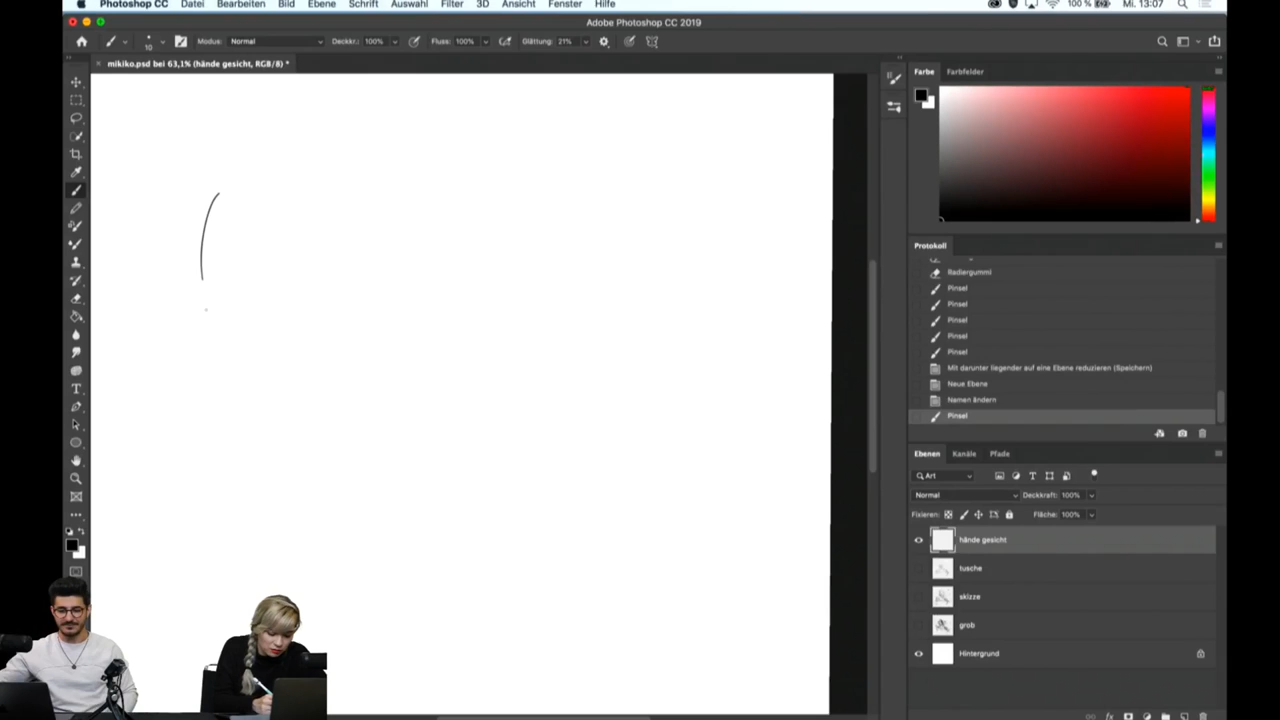 Photoshop CC Datei Bearbeiten Bild Ebene Schrift Auswahl Filter 3D Ansicht Fenster Hilfe 100 % Mi. 13:07
Adobe Photoshop CC 2019
10 Modus: Normal Deckkr.: 100% Fluss: 100% Glättung: 21%
× mikiko.psd bei 63,1% (hände gesicht, RGB/8) *
Farbe Farbfelder
Protokoll
Radiergummi
Pinsel
Pinsel
Pinsel
Pinsel
Pinsel
Mit darunter liegender auf eine Ebene reduzieren (Speichern)
Neue Ebene
Namen ändern
Pinsel
Ebenen Kanäle Pfade
Art
Normal Deckkraft: 100%
Fixieren: Fläche: 100%
hände gesicht
tusche
skizze
grob
Hintergrund
fx